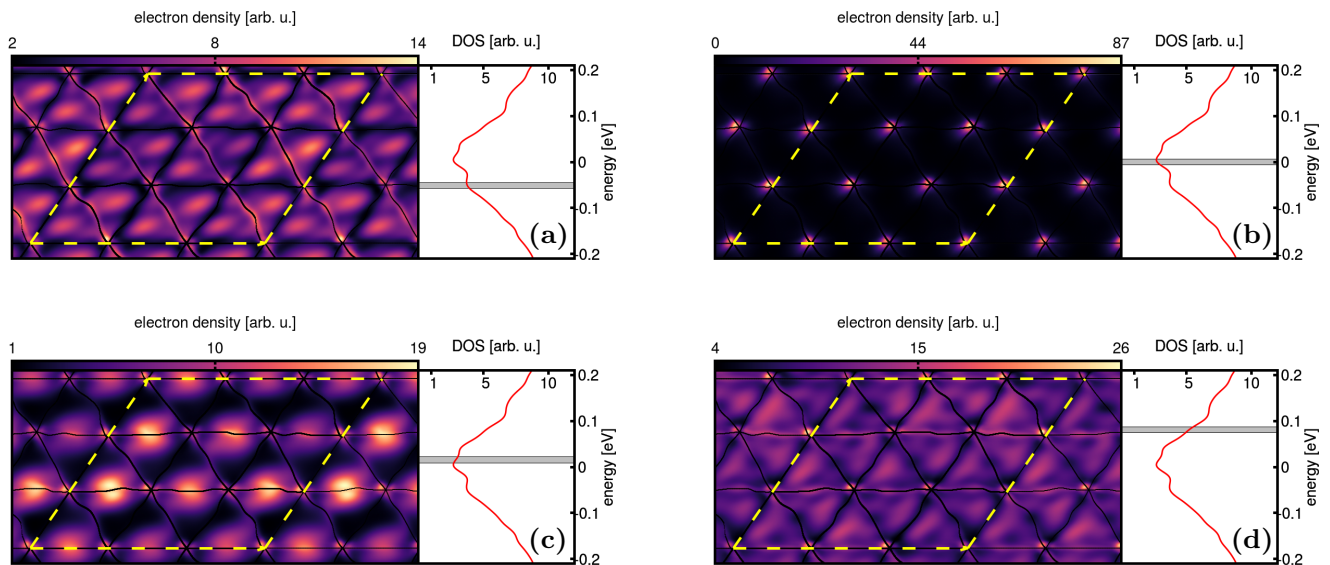 electron density [arb. u.]
2 8 14 DOS [arb. u.]
1 5 10 0.2
0.1
0
-0.1
-0.2
energy [eV]
(a)
electron density [arb. u.]
0 44 87 DOS [arb. u.]
1 5 10 0.2
0.1
0
-0.1
-0.2
energy [eV]
(b)
electron density [arb. u.]
1 10 19 DOS [arb. u.]
1 5 10 0.2
0.1
0
-0.1
-0.2
energy [eV]
(c)
electron density [arb. u.]
4 15 26 DOS [arb. u.]
1 5 10 0.2
0.1
0
-0.1
-0.2
energy [eV]
(d)